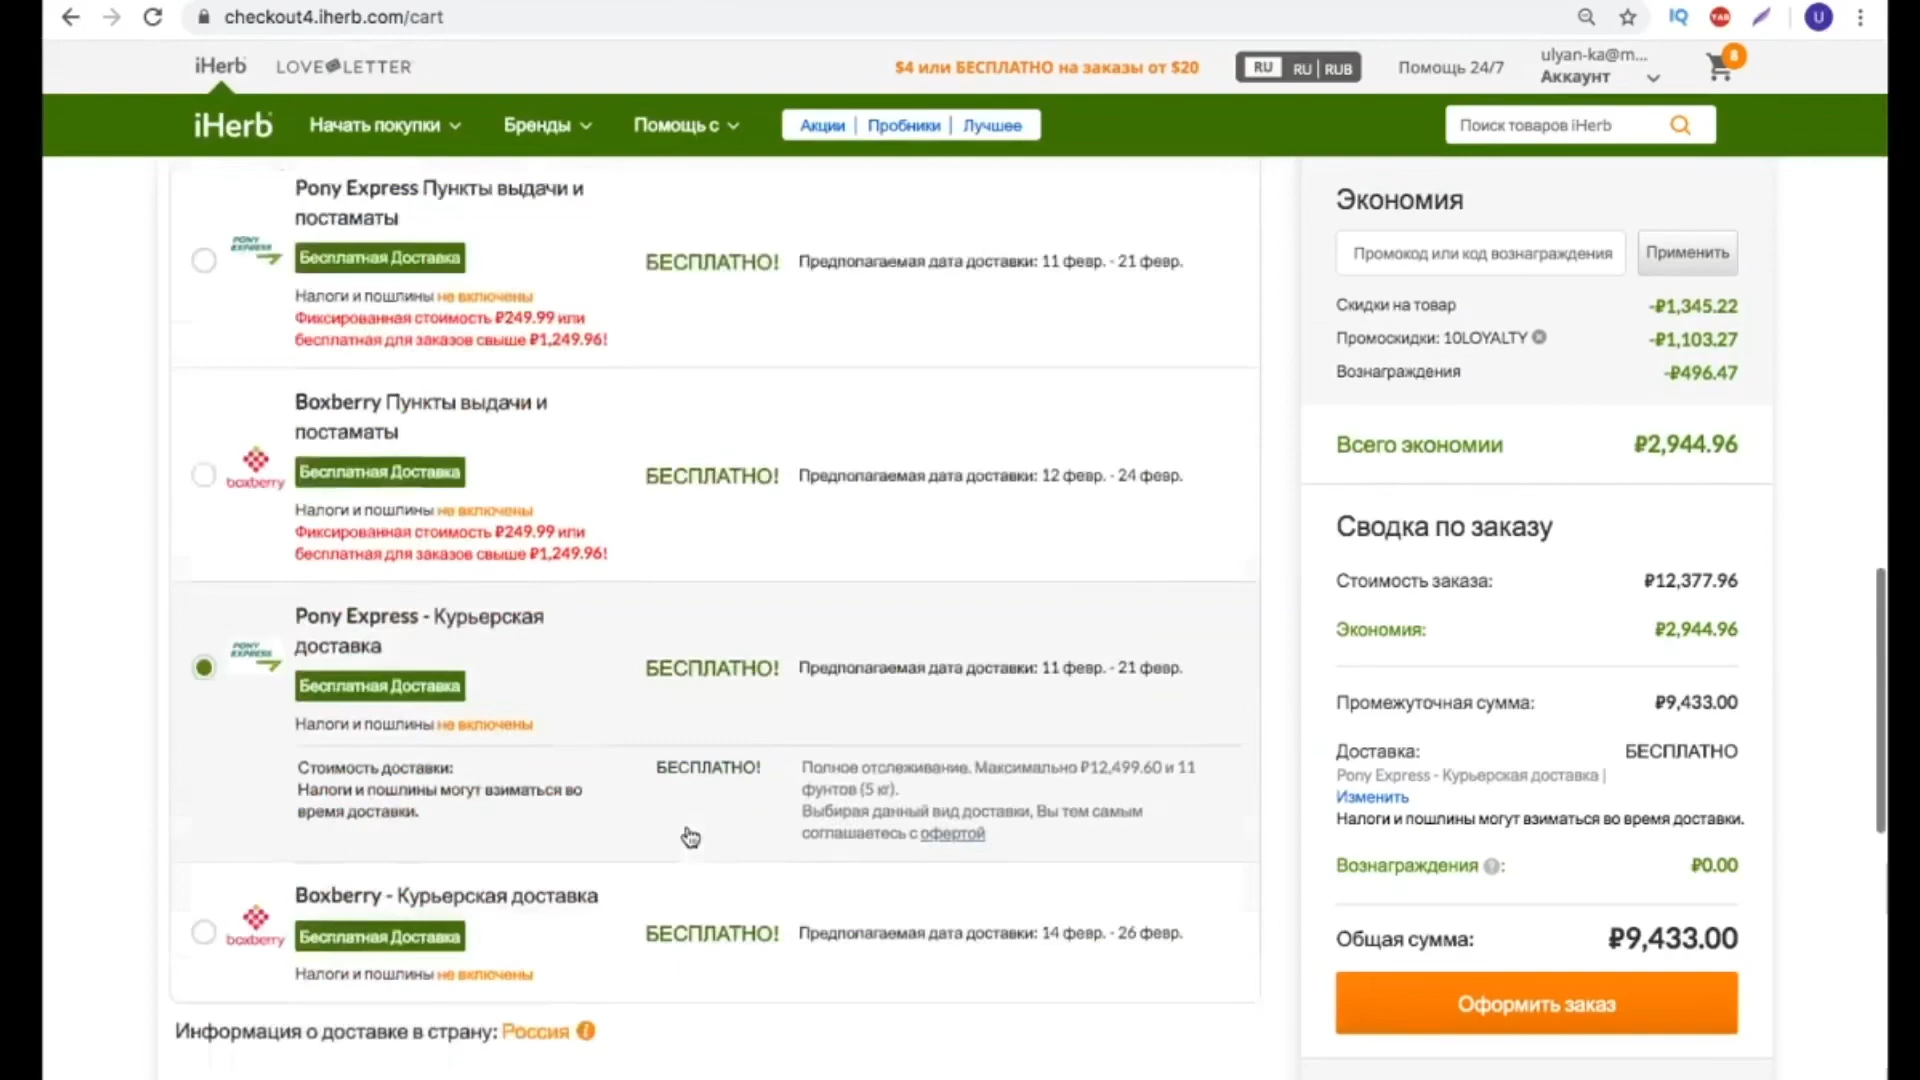 checkout4.iherb.com/cart
IQ
U
iHerb LOVE LETTER
$4 или БЕСПЛАТНО на заказы от $20
RU RU | RUB
Помощь 24/7
ulyan-ka@m...
Аккаунт
8
iHerb
Начать покупки
Бренды
Помощь с
Акции | Пробники | Лучшее
Поиск товаров iHerb
Pony Express Пункты выдачи и
постаматы
PONY EXPRESS
Бесплатная Доставка
БЕСПЛАТНО!
Предполагаемая дата доставки: 11 февр. - 21 февр.
Налоги и пошлины не включены
Фиксированная стоимость ₽249.99 или
бесплатная для заказов свыше ₽1,249.96!
Boxberry Пункты выдачи и
постаматы
boxberry
Бесплатная Доставка
БЕСПЛАТНО!
Предполагаемая дата доставки: 12 февр. - 24 февр.
Налоги и пошлины не включены
Фиксированная стоимость ₽249.99 или
бесплатная для заказов свыше ₽1,249.96!
Pony Express - Курьерская
доставка
PONY EXPRESS
Бесплатная Доставка
БЕСПЛАТНО!
Предполагаемая дата доставки: 11 февр. - 21 февр.
Налоги и пошлины не включены
Стоимость доставки:
Налоги и пошлины могут взиматься во
время доставки.
БЕСПЛАТНО!
Полное отслеживание. Максимально ₽12,499.60 и 11
фунтов (5 кг).
Выбирая данный вид доставки, Вы тем самым
соглашаетесь с офертой
Boxberry - Курьерская доставка
boxberry
Бесплатная Доставка
БЕСПЛАТНО!
Предполагаемая дата доставки: 14 февр. - 26 февр.
Налоги и пошлины не включены
Информация о доставке в страну: Россия
Экономия
Промокод или код вознаграждения
Применить
Скидки на товар -₽1,345.22
Промоскидки: 10LOYALTY -₽1,103.27
Вознаграждения -₽496.47
Всего экономии ₽2,944.96
Сводка по заказу
Стоимость заказа: ₽12,377.96
Экономия: ₽2,944.96
Промежуточная сумма: ₽9,433.00
Доставка: БЕСПЛАТНО
Pony Express - Курьерская доставка |
Изменить
Налоги и пошлины могут взиматься во время доставки.
Вознаграждения ?: ₽0.00
Общая сумма: ₽9,433.00
Оформить заказ